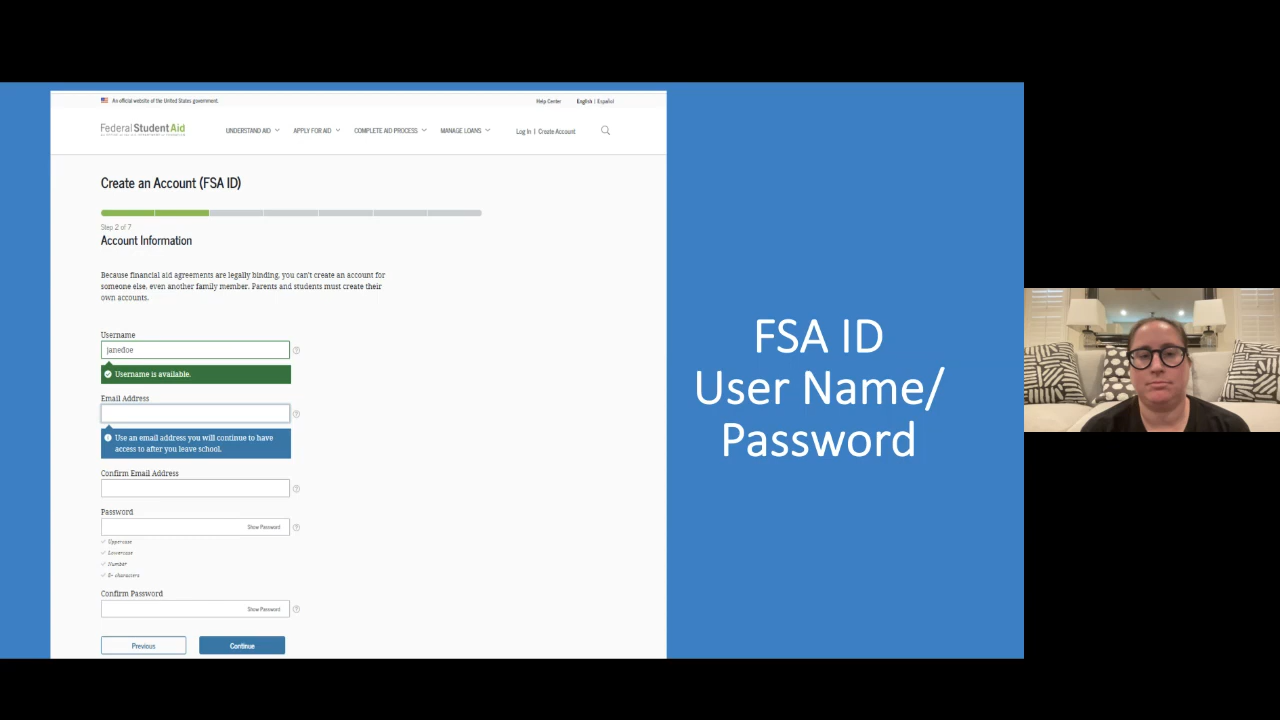 An official website of the United States government.
Help Center
English | Español
Federal Student Aid
UNDERSTAND AID
APPLY FOR AID
COMPLETE AID PROCESS
MANAGE LOANS
Log In | Create Account
Create an Account (FSA ID)
Step 2 of 7
Account Information
Because financial aid agreements are legally binding, you can't create an account for
someone else, even another family member. Parents and students must create their
own accounts.
Username
janedoe
Username is available.
Email Address
Use an email address you will continue to have
access to after you leave school.
Confirm Email Address
Password
Show Password
Uppercase
Lowercase
Number
8+ characters
Confirm Password
Show Password
Previous
Continue
FSA ID
User Name/
Password